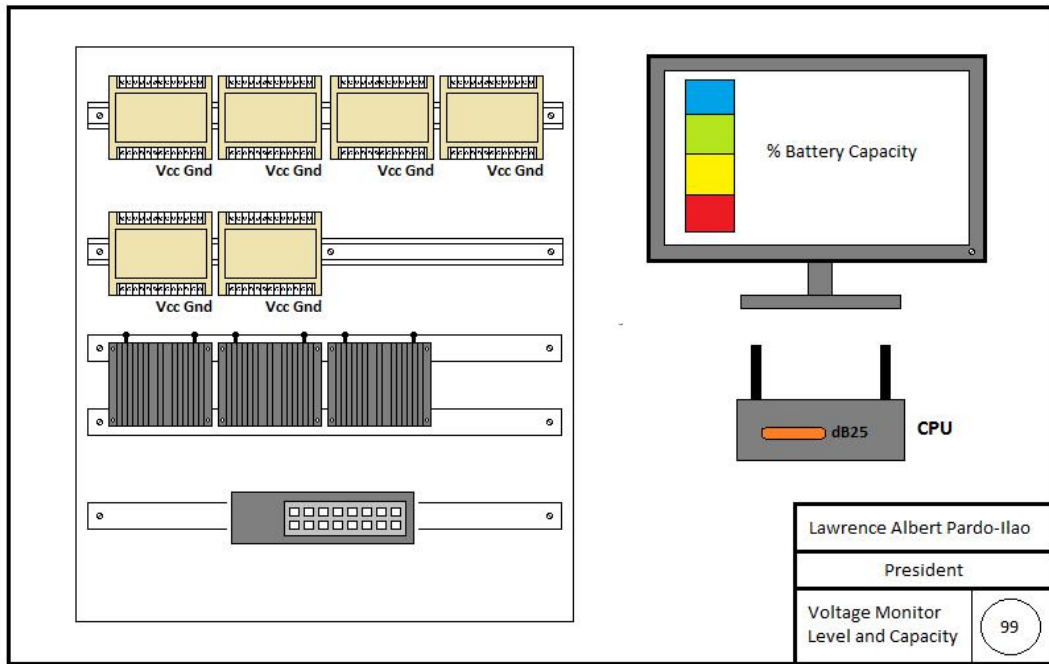 Vcc Gnd Vcc Gnd Vcc Gnd Vcc Gnd
Vcc Gnd Vcc Gnd
% Battery Capacity
dB25
CPU
Lawrence Albert Pardo-Ilao
President
Voltage Monitor
Level and Capacity
99